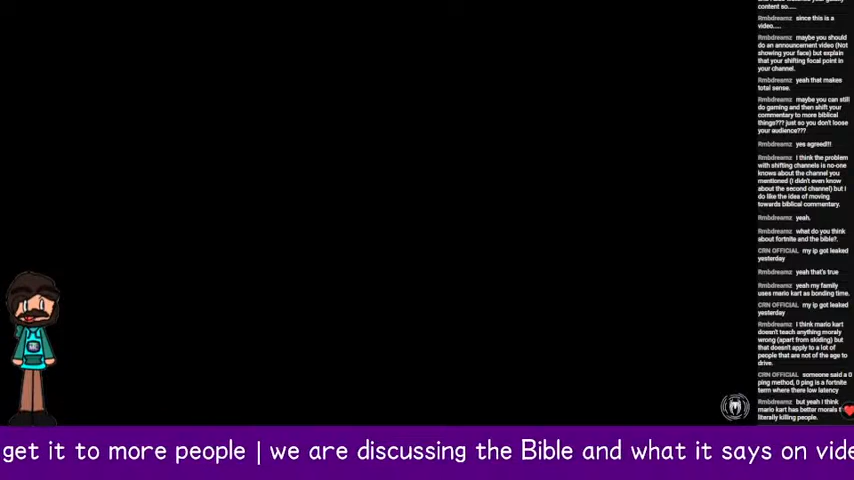 content so.....
Rmbdreamz since this is a
video.....
Rmbdreamz maybe you should
do an announcement video (Not
showing your face) but explain
that your shifting focal point in
your channel.
Rmbdreamz yeah that makes
total sense.
Rmbdreamz maybe you can still
do gaming and then shift your
commentary to more biblical
things??? just so you don't loose
your audience???
Rmbdreamz yes agreed!!!
Rmbdreamz I think the problem
with shifting channels is no-one
knows about the channel you
mentioned (I didn't even know
about the second channel) but I
do like the idea of moving
towards biblical commentary.
Rmbdreamz yeah.
Rmbdreamz what do you think
about fortnite and the bible?.
CRN OFFICIAL my ip got leaked
yesterday
Rmbdreamz yeah that's true
Rmbdreamz yeah my family
uses mario kart as bonding time.
CRN OFFICIAL my ip got leaked
yesterday
Rmbdreamz I think mario kart
doesn't teach anything moraly
wrong (apart from skiding) but
that doesn't apply to a lot of
people that are not of the age to
drive.
CRN OFFICIAL someone said a 0
ping method, 0 ping is a fortnite
term where there low latency
Rmbdreamz but yeah I think
mario kart has better morals t
literally killing people.
get it to more people | we are discussing the Bible and what it says on vide